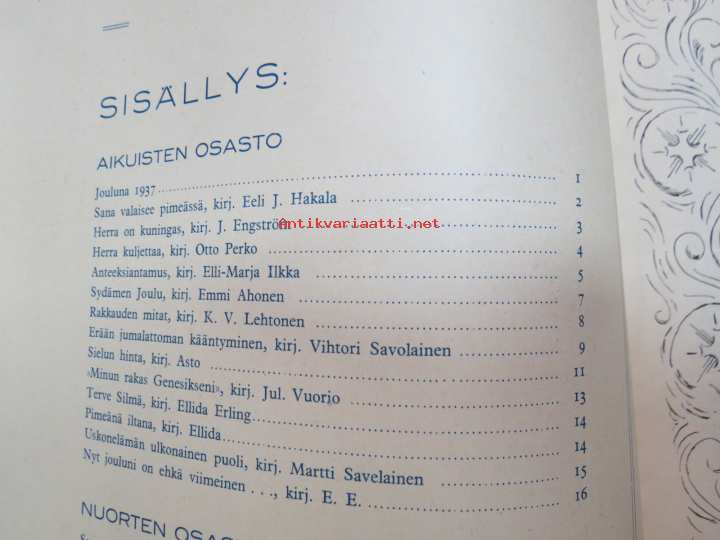 SISÄLLYS:
AIKUISTEN OSASTO
Jouluna 1937 1
Sana valaisee pimeässä, kirj. Eeli J. Hakala 2
Herra on kuningas, kirj. J. Engström 3
Antikvariaatti.net
Herra kuljettaa, kirj. Otto Perko 4
Anteeksiantamus, kirj. Elli-Marja Ilkka 5
Sydämen Joulu, kirj. Emmi Ahonen 7
Rakkauden mitat, kirj. K. V. Lehtonen 8
Erään jumalattoman kääntyminen, kirj. Vihtori Savolainen 9
Sielun hinta, kirj. Asto 11
»Minun rakas Genesikseni», kirj. Jul. Vuorio 13
Terve Silmä, kirj. Ellida Erling 14
Pimeänä iltana, kirj. Ellida 14
Uskonelämän ulkonainen puoli, kirj. Martti Savelainen 15
Nyt jouluni on ehkä viimeinen . . ., kirj. E. E. 16
NUORTEN